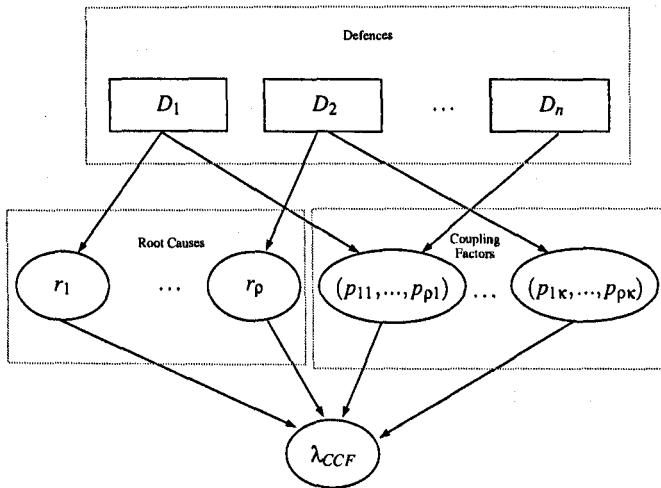 Defences
D₁ D₂ ... Dₙ
Root Causes
Coupling
Factors
r₁ ... rρ
(p₁₁,...,pρ₁) ... (p₁κ,...,pρκ)
λCCF